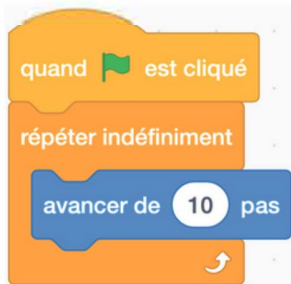 quand est cliqué
répéter indéfiniment
avancer de 10 pas